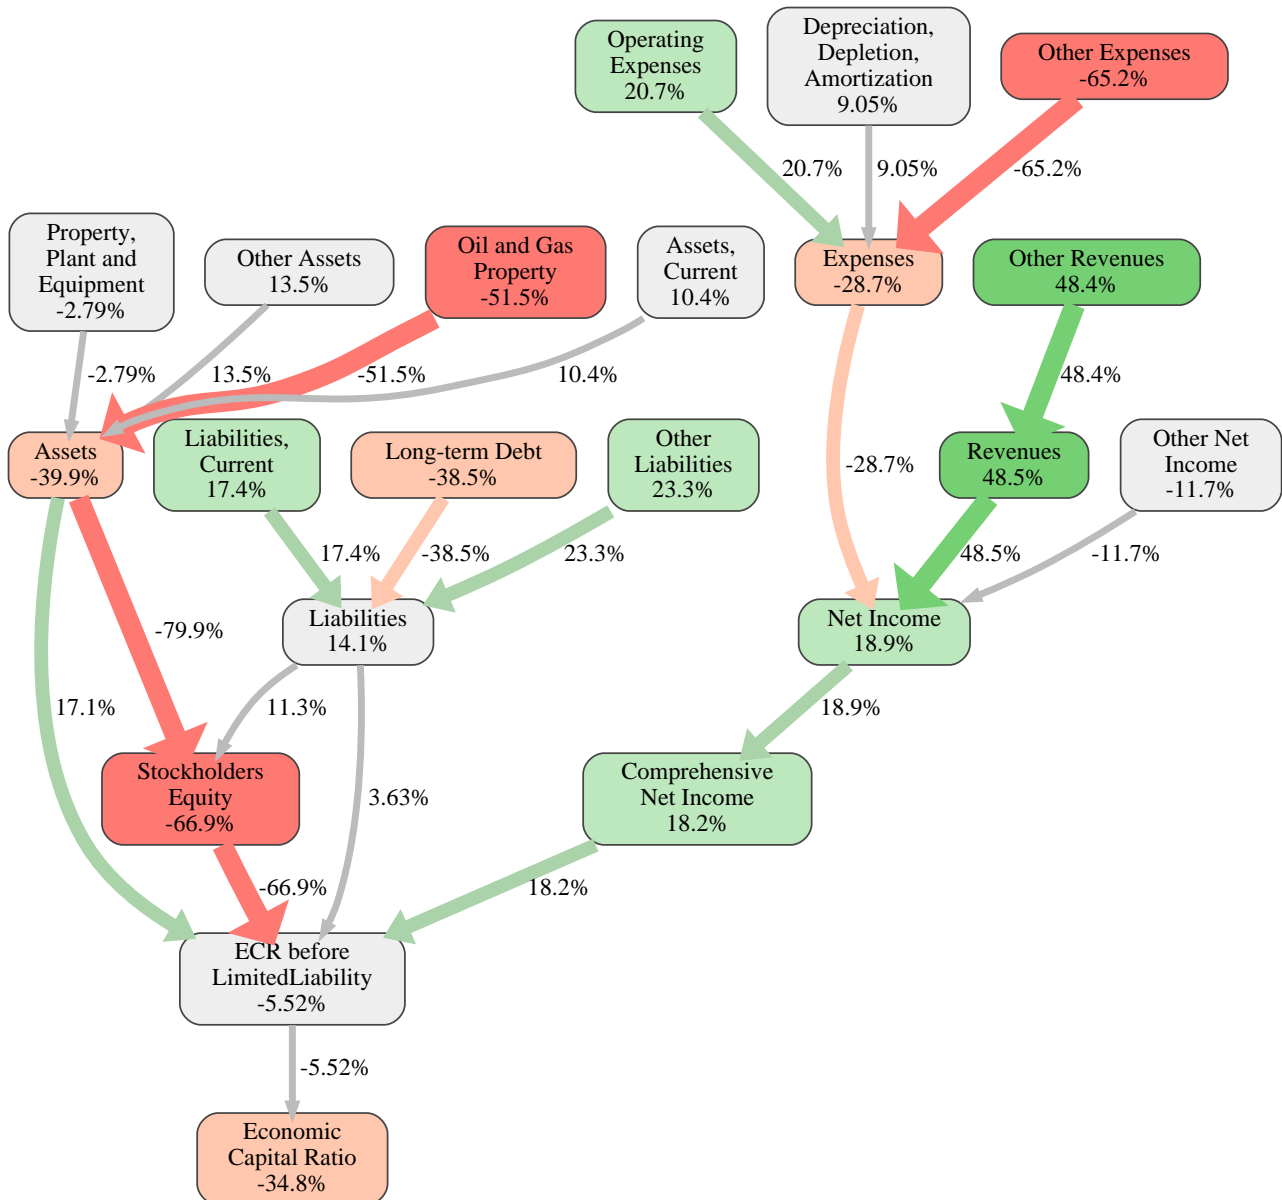 Operating
Expenses
20.7%
Depreciation,
Depletion,
Amortization
9.05%
Other Expenses
-65.2%
20.7%
9.05%
-65.2%
Property,
Plant and
Equipment
-2.79%
Other Assets
13.5%
Oil and Gas
Property
-51.5%
Assets,
Current
10.4%
Expenses
-28.7%
Other Revenues
48.4%
-2.79%
13.5%
-51.5%
10.4%
48.4%
Assets
-39.9%
Liabilities,
Current
17.4%
Long-term Debt
-38.5%
Other
Liabilities
23.3%
-28.7%
Revenues
48.5%
Other Net
Income
-11.7%
17.4%
-38.5%
23.3%
48.5%
-11.7%
-79.9%
Liabilities
14.1%
Net Income
18.9%
17.1%
11.3%
18.9%
Stockholders
Equity
-66.9%
3.63%
Comprehensive
Net Income
18.2%
-66.9%
18.2%
ECR before
LimitedLiability
-5.52%
-5.52%
Economic
Capital Ratio
-34.8%